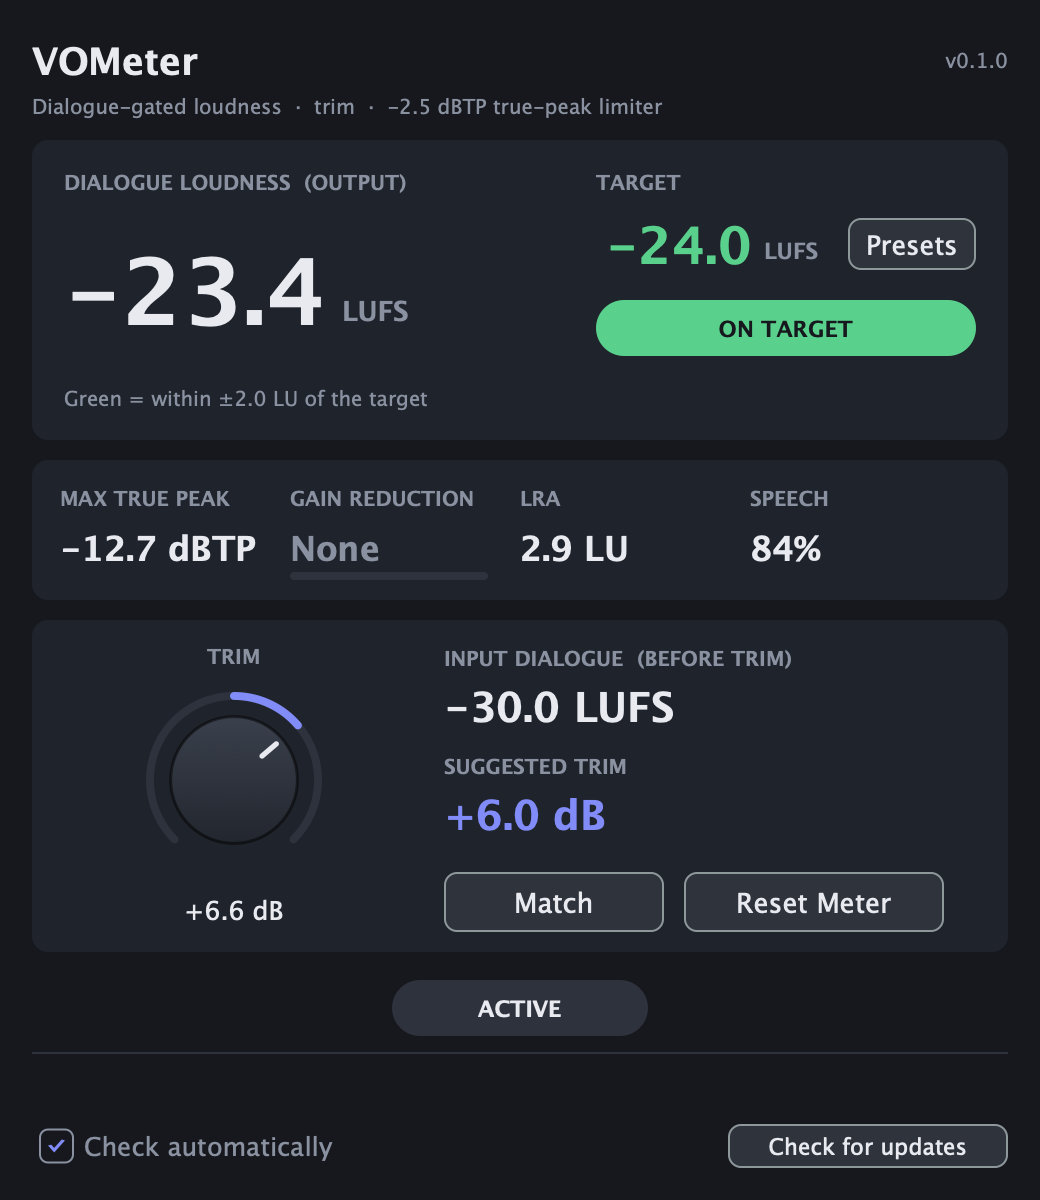 VOMeter
v0.1.0
Dialogue-gated loudness · trim · -2.5 dBTP true-peak limiter
DIALOGUE LOUDNESS (OUTPUT)
-23.4 LUFS
Green = within ±2.0 LU of the target
TARGET
-24.0 LUFS
Presets
ON TARGET
MAX TRUE PEAK
-12.7 dBTP
GAIN REDUCTION
None
LRA
2.9 LU
SPEECH
84%
TRIM
+6.6 dB
INPUT DIALOGUE (BEFORE TRIM)
-30.0 LUFS
SUGGESTED TRIM
+6.0 dB
Match
Reset Meter
ACTIVE
Check automatically
Check for updates